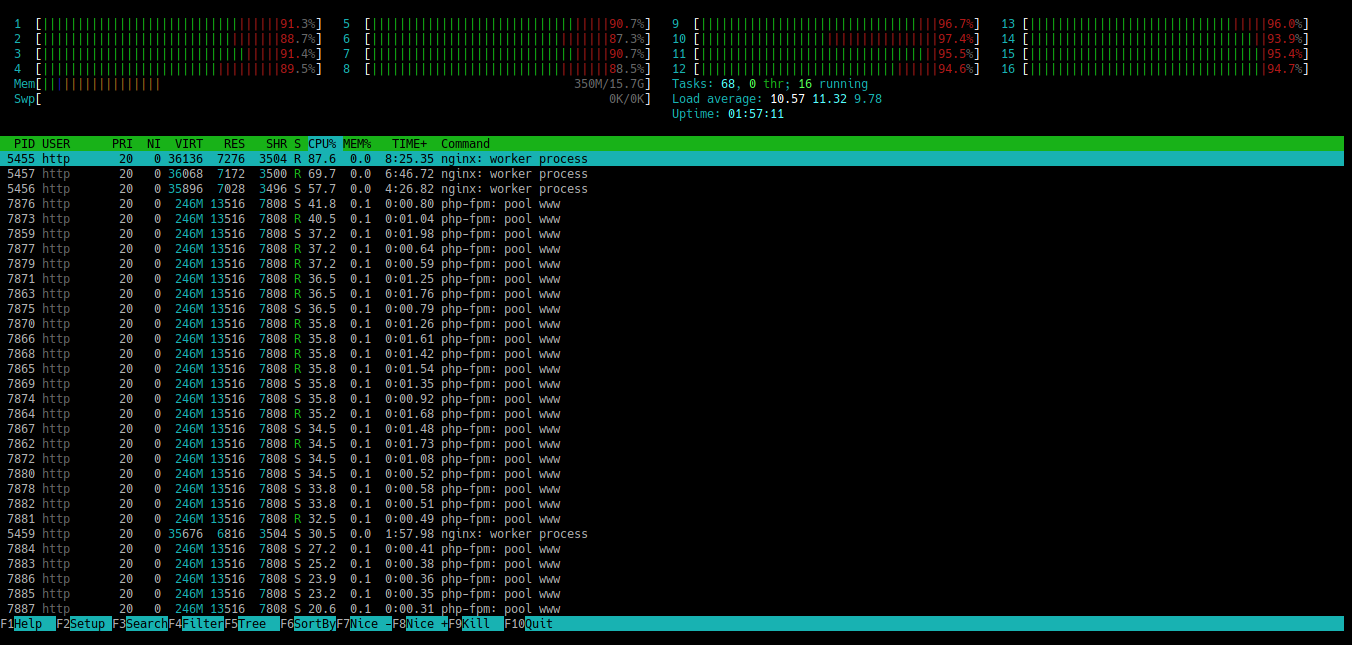 1 [91.3%] 5 [90.7%] 9 [96.7%] 13 [96.0%]
2 [88.7%] 6 [87.3%] 10 [97.4%] 14 [93.9%]
3 [91.4%] 7 [90.7%] 11 [95.5%] 15 [95.4%]
4 [89.5%] 8 [88.5%] 12 [94.6%] 16 [94.7%]
Mem[350M/15.7G] Tasks: 68, 0 thr; 16 running
Swp[0K/0K] Load average: 10.57 11.32 9.78
Uptime: 01:57:11
PID USER PRI NI VIRT RES SHR S CPU% MEM% TIME+ Command
5455 http 20 0 36136 7276 3504 R 87.6 0.0 8:25.35 nginx: worker process
5457 http 20 0 36068 7172 3500 R 69.7 0.0 6:46.72 nginx: worker process
5456 http 20 0 35896 7028 3496 S 57.7 0.0 4:26.82 nginx: worker process
7876 http 20 0 246M 13516 7808 S 41.8 0.1 0:00.80 php-fpm: pool www
7873 http 20 0 246M 13516 7808 R 40.5 0.1 0:01.04 php-fpm: pool www
7859 http 20 0 246M 13516 7808 S 37.2 0.1 0:01.98 php-fpm: pool www
7877 http 20 0 246M 13516 7808 R 37.2 0.1 0:00.64 php-fpm: pool www
7879 http 20 0 246M 13516 7808 R 37.2 0.1 0:00.59 php-fpm: pool www
7871 http 20 0 246M 13516 7808 R 36.5 0.1 0:01.25 php-fpm: pool www
7863 http 20 0 246M 13516 7808 R 36.5 0.1 0:01.76 php-fpm: pool www
7875 http 20 0 246M 13516 7808 S 36.5 0.1 0:00.79 php-fpm: pool www
7870 http 20 0 246M 13516 7808 R 35.8 0.1 0:01.26 php-fpm: pool www
7866 http 20 0 246M 13516 7808 R 35.8 0.1 0:01.61 php-fpm: pool www
7868 http 20 0 246M 13516 7808 R 35.8 0.1 0:01.42 php-fpm: pool www
7865 http 20 0 246M 13516 7808 R 35.8 0.1 0:01.54 php-fpm: pool www
7869 http 20 0 246M 13516 7808 S 35.8 0.1 0:01.35 php-fpm: pool www
7874 http 20 0 246M 13516 7808 S 35.8 0.1 0:00.92 php-fpm: pool www
7864 http 20 0 246M 13516 7808 R 35.2 0.1 0:01.68 php-fpm: pool www
7867 http 20 0 246M 13516 7808 S 34.5 0.1 0:01.48 php-fpm: pool www
7862 http 20 0 246M 13516 7808 R 34.5 0.1 0:01.73 php-fpm: pool www
7872 http 20 0 246M 13516 7808 S 34.5 0.1 0:01.08 php-fpm: pool www
7880 http 20 0 246M 13516 7808 S 34.5 0.1 0:00.52 php-fpm: pool www
7878 http 20 0 246M 13516 7808 S 33.8 0.1 0:00.58 php-fpm: pool www
7882 http 20 0 246M 13516 7808 S 33.8 0.1 0:00.51 php-fpm: pool www
7881 http 20 0 246M 13516 7808 R 32.5 0.1 0:00.49 php-fpm: pool www
5459 http 20 0 35676 6816 3504 S 30.5 0.0 1:57.98 nginx: worker process
7884 http 20 0 246M 13516 7808 S 27.2 0.1 0:00.41 php-fpm: pool www
7883 http 20 0 246M 13516 7808 S 25.2 0.1 0:00.38 php-fpm: pool www
7886 http 20 0 246M 13516 7808 S 23.9 0.1 0:00.36 php-fpm: pool www
7885 http 20 0 246M 13516 7808 S 23.2 0.1 0:00.35 php-fpm: pool www
7887 http 20 0 246M 13516 7808 S 20.6 0.1 0:00.31 php-fpm: pool www
F1Help F2Setup F3SearchF4FilterF5Tree F6SortByF7Nice -F8Nice +F9Kill F10Quit